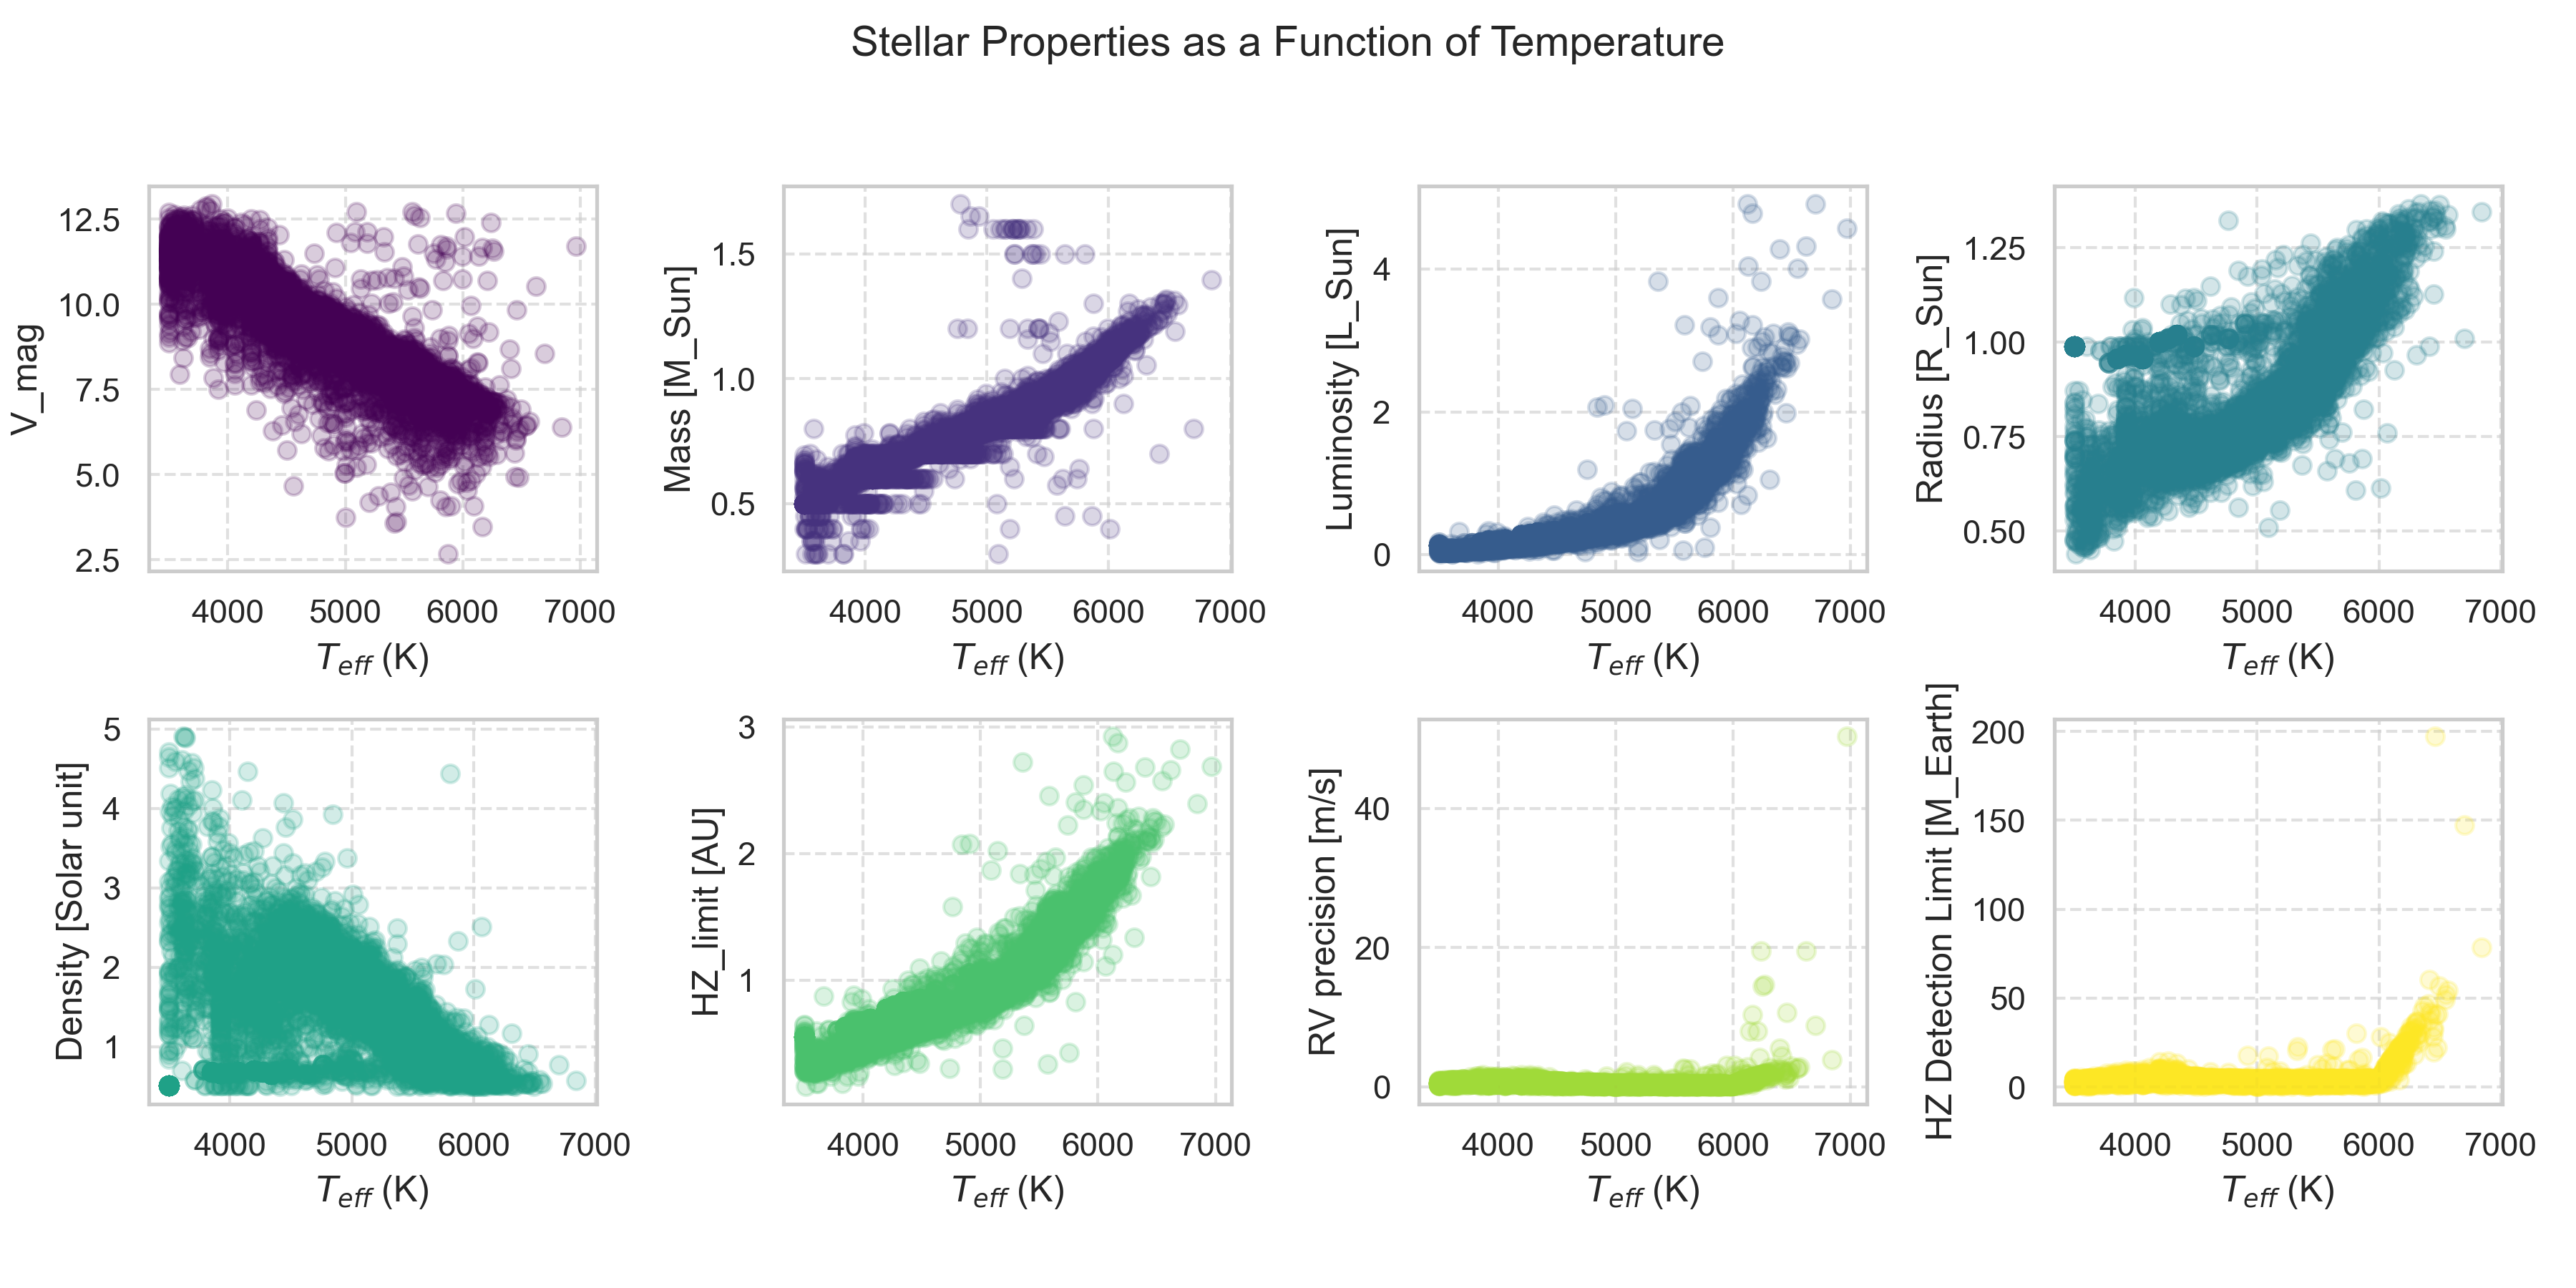 Stellar Properties as a Function of Temperature
V_mag
12.5
10.0
7.5
5.0
2.5
4000 5000 6000 7000
T_eff (K)
Mass [M_Sun]
1.5
1.0
0.5
4000 5000 6000 7000
T_eff (K)
Luminosity [L_Sun]
4
2
0
4000 5000 6000 7000
T_eff (K)
Radius [R_Sun]
1.25
1.00
0.75
0.50
4000 5000 6000 7000
T_eff (K)
Density [Solar unit]
5
4
3
2
1
4000 5000 6000 7000
T_eff (K)
HZ_limit [AU]
3
2
1
4000 5000 6000 7000
T_eff (K)
RV precision [m/s]
40
20
0
4000 5000 6000 7000
T_eff (K)
HZ Detection Limit [M_Earth]
200
150
100
50
0
4000 5000 6000 7000
T_eff (K)